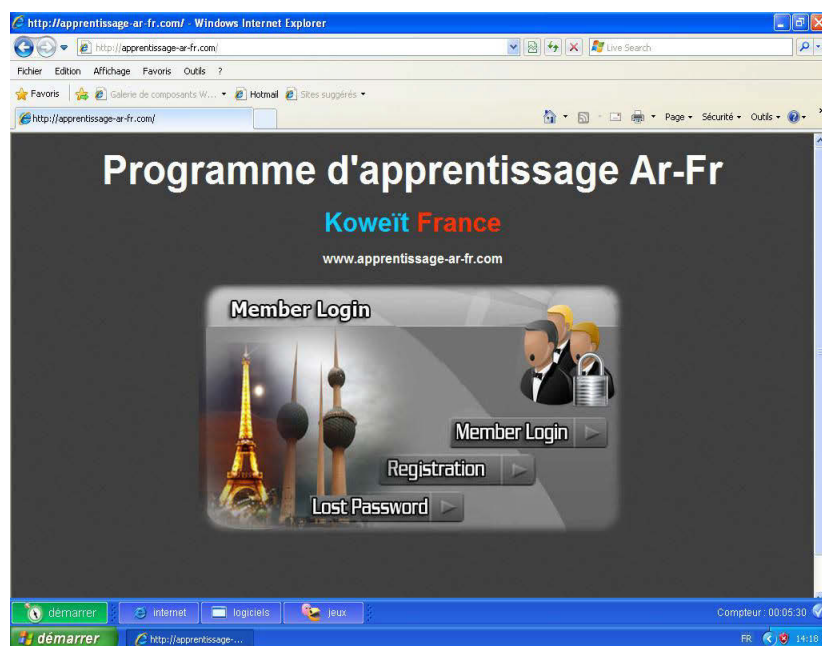 http://apprentissage-ar-fr.com/ - Windows Internet Explorer
http://apprentissage-ar-fr.com/
Live Search
Fichier Edition Affichage Favoris Outils ?
Favoris Galerie de composants W... Hotmail Sites suggérés
http://apprentissage-ar-fr.com/ Page Sécurité Outils
Programme d'apprentissage Ar-Fr
Koweït France
www.apprentissage-ar-fr.com
Member Login
Member Login
Registration
Lost Password
démarrer internet logiciels jeux Compteur : 00:05:30
démarrer http://apprentissage-... FR 14:18